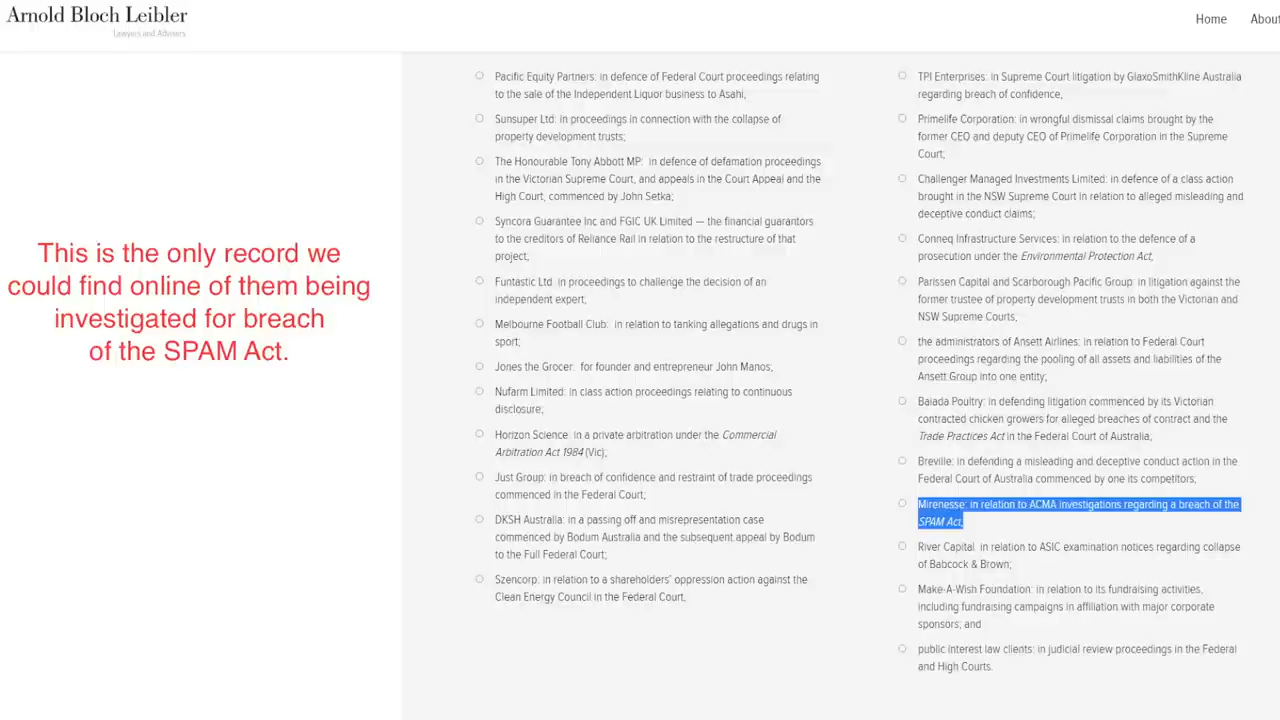 Arnold Bloch Leibler
Lawyers and Advisers
Home
About
This is the only record we
could find online of them being
investigated for breach
of the SPAM Act.
Pacific Equity Partners: in defence of Federal Court proceedings relating
to the sale of the Independent Liquor business to Asahi;
Sunsuper Ltd: in proceedings in connection with the collapse of
property development trusts;
The Honourable Tony Abbott MP: in defence of defamation proceedings
in the Victorian Supreme Court, and appeals in the Court Appeal and the
High Court, commenced by John Setka;
Syncora Guarantee Inc and FGIC UK Limited — the financial guarantors
to the creditors of Reliance Rail in relation to the restructure of that
project;
Funtastic Ltd: in proceedings to challenge the decision of an
independent expert;
Melbourne Football Club: in relation to tanking allegations and drugs in
sport;
Jones the Grocer: for founder and entrepreneur John Manos;
Nufarm Limited: in class action proceedings relating to continuous
disclosure;
Horizon Science: in a private arbitration under the Commercial
Arbitration Act 1984 (Vic);
Just Group: in breach of confidence and restraint of trade proceedings
commenced in the Federal Court;
DKSH Australia: in a passing off and misrepresentation case
commenced by Bodum Australia and the subsequent appeal by Bodum
to the Full Federal Court;
Szencorp: in relation to a shareholders' oppression action against the
Clean Energy Council in the Federal Court;
TPI Enterprises: in Supreme Court litigation by GlaxoSmithKline Australia
regarding breach of confidence;
Primelife Corporation: in wrongful dismissal claims brought by the
former CEO and deputy CEO of Primelife Corporation in the Supreme
Court;
Challenger Managed Investments Limited: in defence of a class action
brought in the NSW Supreme Court in relation to alleged misleading and
deceptive conduct claims;
Conneq Infrastructure Services: in relation to the defence of a
prosecution under the Environmental Protection Act;
Parissen Capital and Scarborough Pacific Group: in litigation against the
former trustee of property development trusts in both the Victorian and
NSW Supreme Courts;
the administrators of Ansett Airlines: in relation to Federal Court
proceedings regarding the pooling of all assets and liabilities of the
Ansett Group into one entity;
Baiada Poultry: in defending litigation commenced by its Victorian
contracted chicken growers for alleged breaches of contract and the
Trade Practices Act in the Federal Court of Australia;
Breville: in defending a misleading and deceptive conduct action in the
Federal Court of Australia commenced by one its competitors;
Mirenesse: in relation to ACMA investigations regarding a breach of the
SPAM Act;
River Capital: in relation to ASIC examination notices regarding collapse
of Babcock & Brown;
Make-A-Wish Foundation: in relation to its fundraising activities,
including fundraising campaigns in affiliation with major corporate
sponsors; and
public interest law clients: in judicial review proceedings in the Federal
and High Courts.